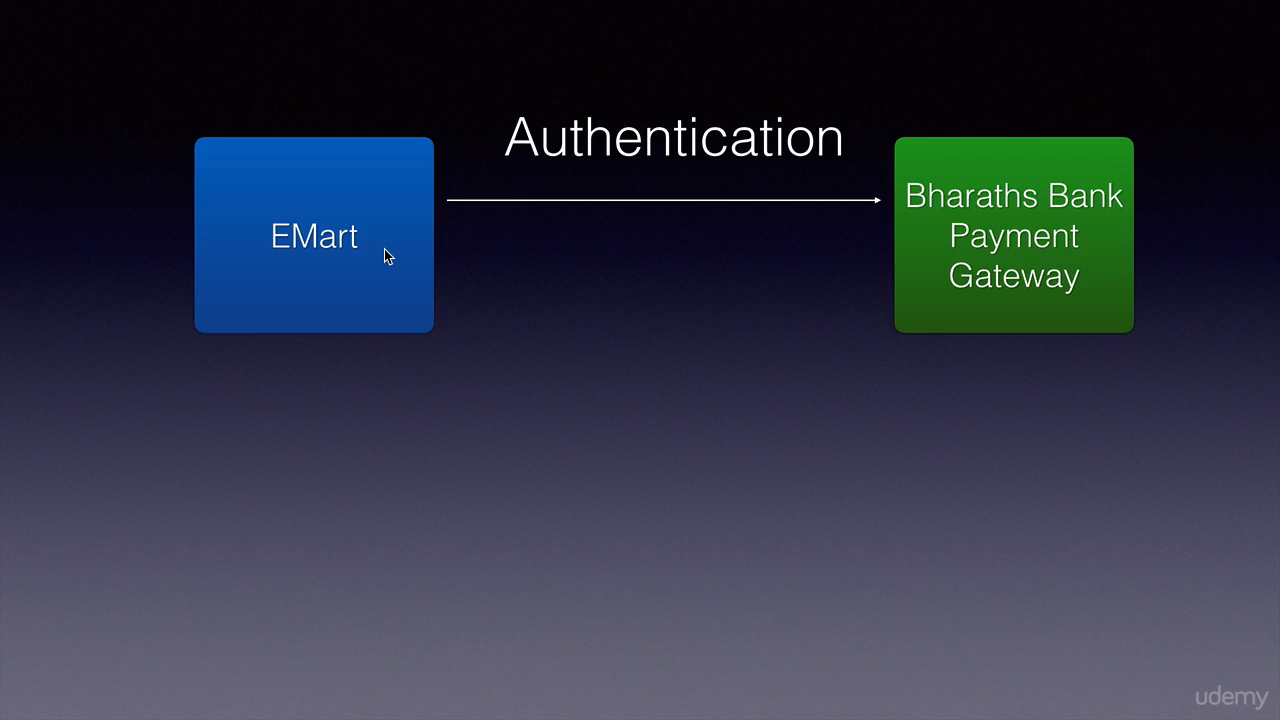 Authentication
EMart
Bharaths Bank
Payment
Gateway
udemy